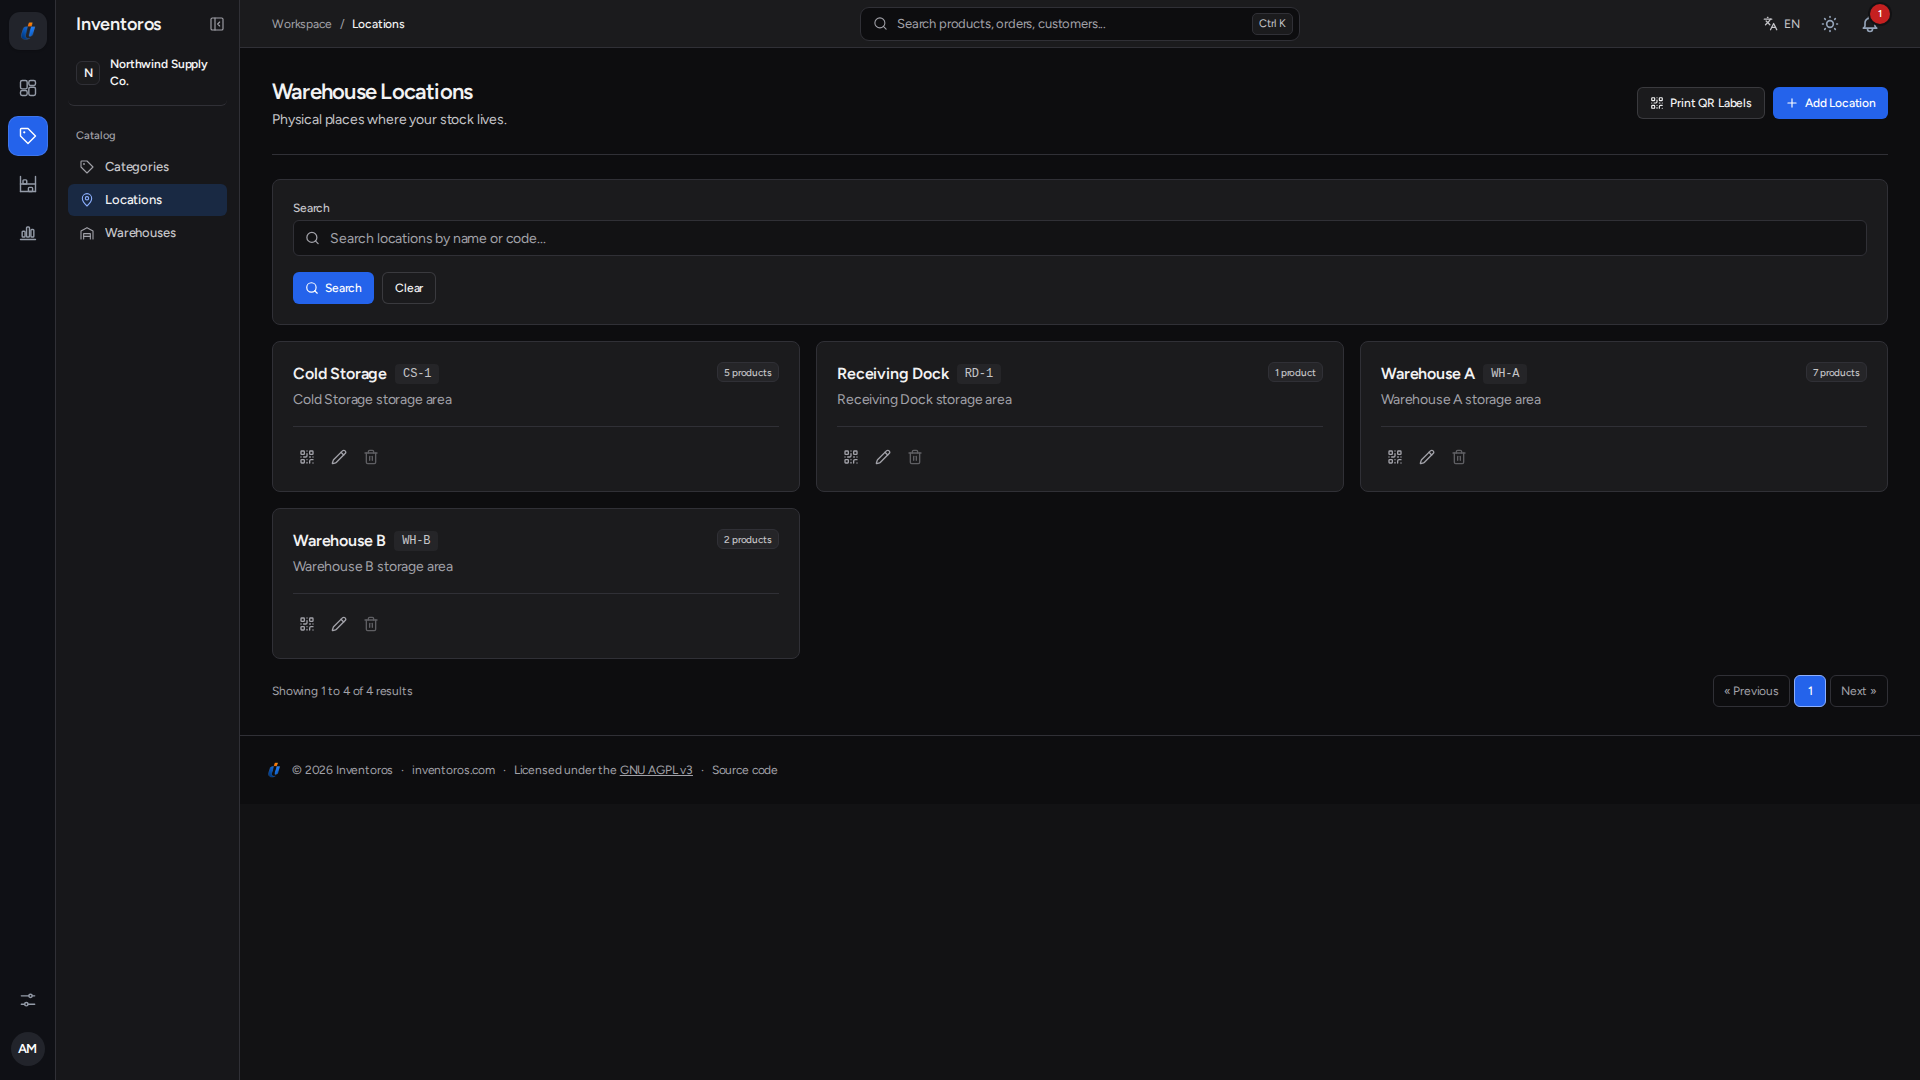 Inventoros
N
Northwind Supply
Co.
Catalog
Categories
Locations
Warehouses
AM
Workspace / Locations
Search products, orders, customers...
Ctrl K
EN
1
Warehouse Locations
Physical places where your stock lives.
Print QR Labels
Add Location
Search
Search locations by name or code...
Search
Clear
Cold Storage CS-1 5 products
Cold Storage storage area
Receiving Dock RD-1 1 product
Receiving Dock storage area
Warehouse A WH-A 7 products
Warehouse A storage area
Warehouse B WH-B 2 products
Warehouse B storage area
Showing 1 to 4 of 4 results
« Previous 1 Next »
© 2026 Inventoros · inventoros.com · Licensed under the GNU AGPL v3 · Source code